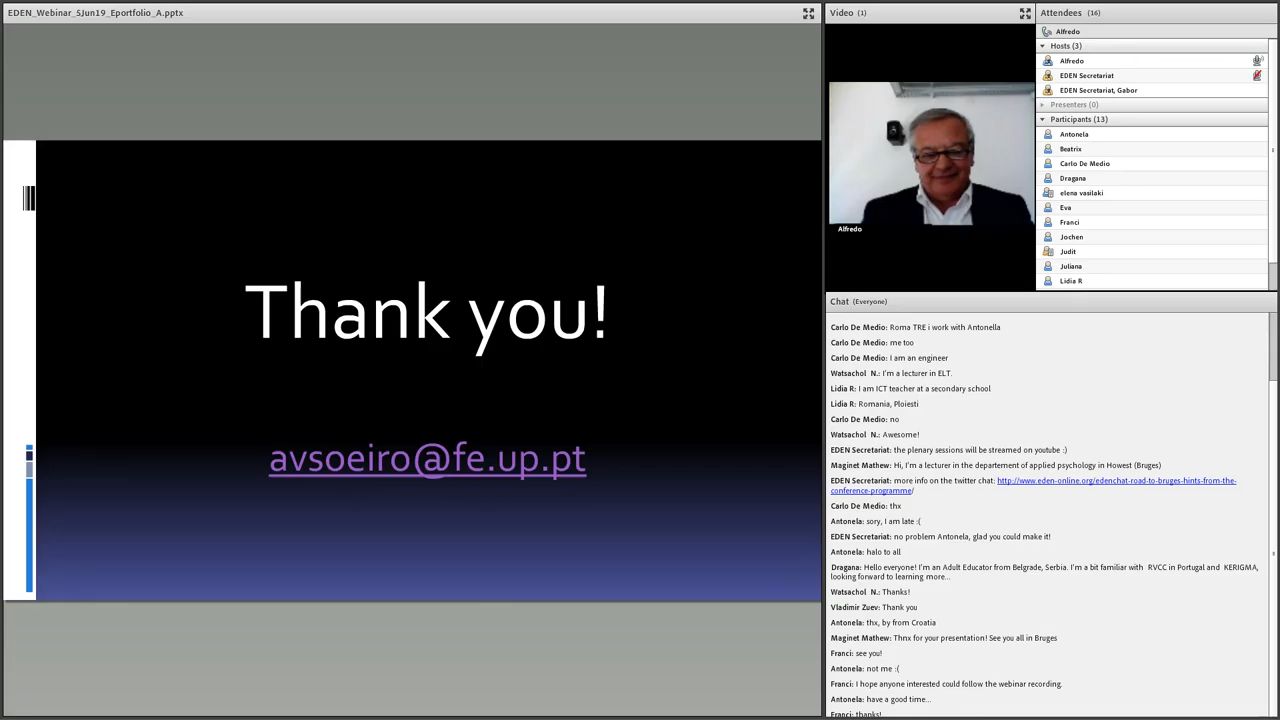 EDEN_Webinar_5Jun19_Eportfolio_A.pptx
Thank you!
avsoeiro@fe.up.pt
Video (1)
Alfredo
Attendees (16)
Alfredo
Hosts (3)
Alfredo
EDEN Secretariat
EDEN Secretariat, Gabor
Presenters (0)
Participants (13)
Antonela
Beatrix
Carlo De Medio
Dragana
elena vasilaki
Eva
Franci
Jochen
Judit
Juliana
Lidia R
Chat (Everyone)
Carlo De Medio: Roma TRE i work with Antonella
Carlo De Medio: me too
Carlo De Medio: I am an engineer
Watsachol N.: I'm a lecturer in ELT.
Lidia R: I am ICT teacher at a secondary school
Lidia R: Romania, Ploiesti
Carlo De Medio: no
Watsachol N.: Awesome!
EDEN Secretariat: the plenary sessions will be streamed on youtube :)
Maginet Mathew: Hi, I'm a lecturer in the departement of applied psychology in Howest (Bruges)
EDEN Secretariat: more info on the twitter chat: http://www.eden-online.org/edenchat-road-to-bruges-hints-from-the-
conference-programme/
Carlo De Medio: thx
Antonela: sory, I am late :(
EDEN Secretariat: no problem Antonela, glad you could make it!
Antonela: halo to all
Dragana: Hello everyone! I'm an Adult Educator from Belgrade, Serbia. I'm a bit familiar with RVCC in Portugal and KERIGMA,
looking forward to learning more...
Watsachol N.: Thanks!
Vladimir Zuev: Thank you
Antonela: thx, by from Croatia
Maginet Mathew: Thnx for your presentation! See you all in Bruges
Franci: see you!
Antonela: not me :(
Franci: I hope anyone interested could follow the webinar recording.
Antonela: have a good time...
Franci: thanks!